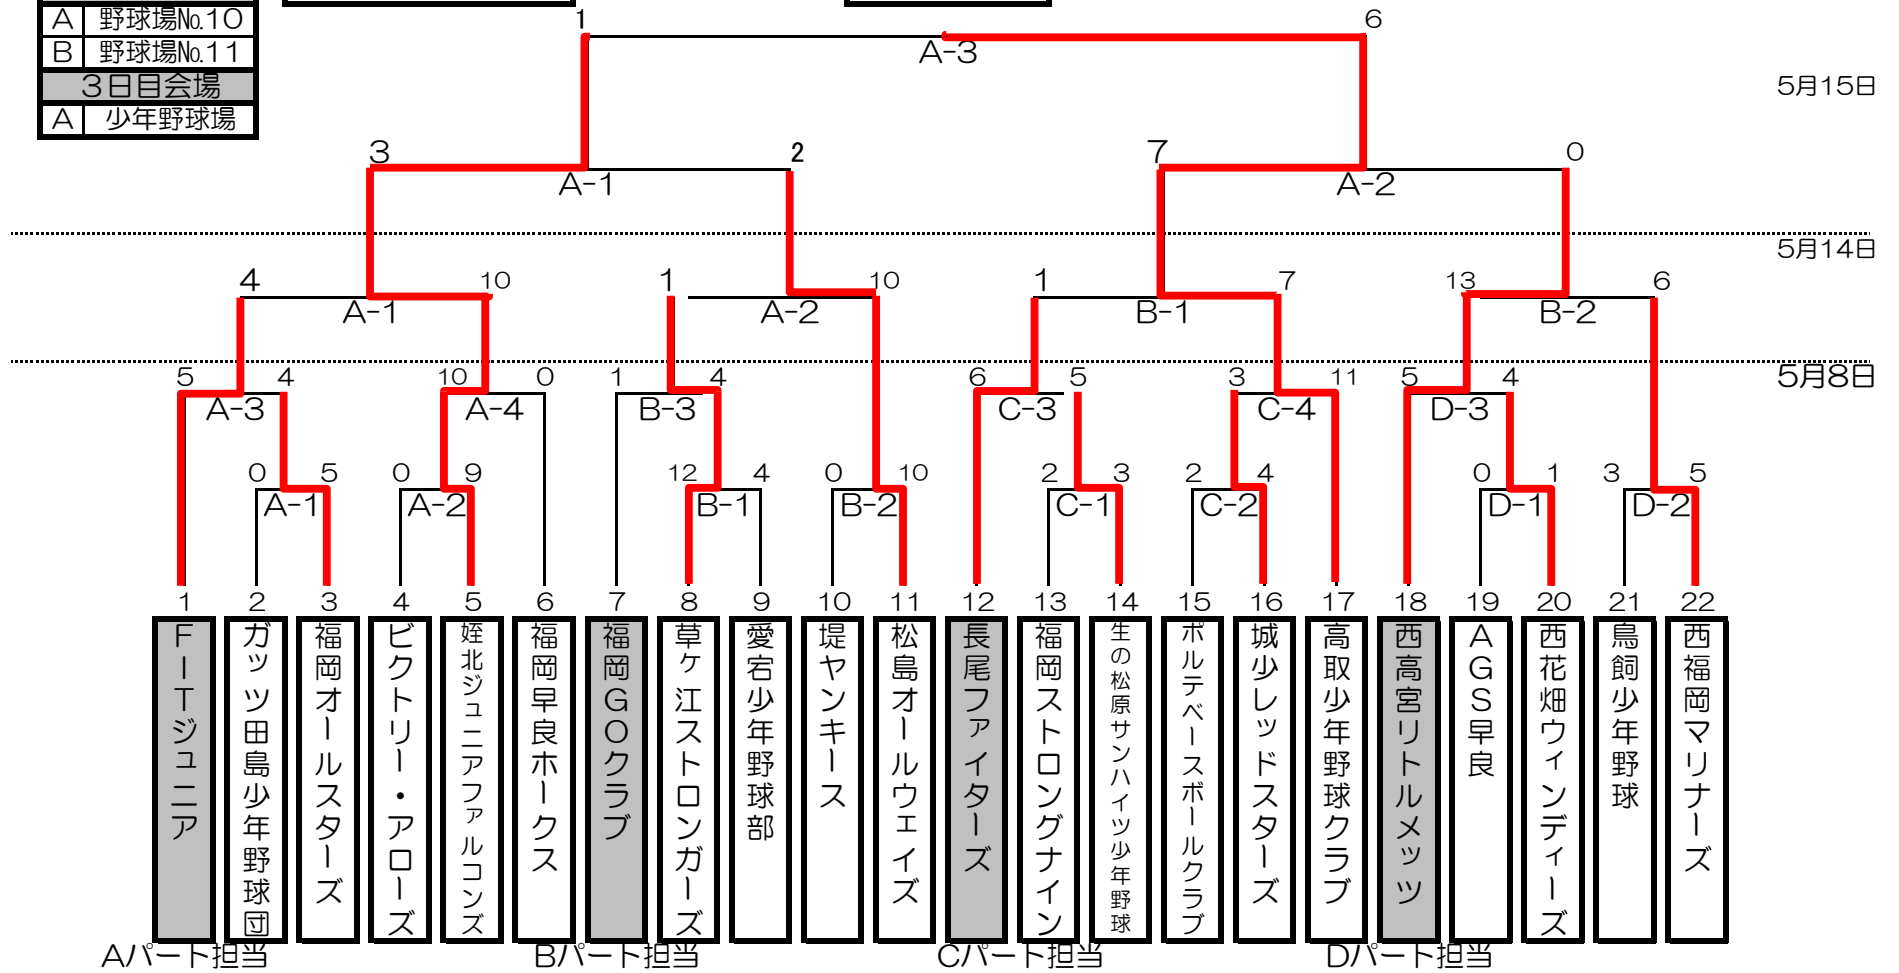 A 野球場№10
B 野球場№11
3日目会場
A 少年野球場
1 6
A-3
5月15日
3 2 7 0
A-1 A-2
5月14日
4 10 1 10 1 7 13 6
A-1 A-2 B-1 B-2
5月8日
5 4 10 0 1 4 6 5 3 11 5 4
A-3 A-4 B-3 C-3 C-4 D-3
0 5 0 9 12 4 0 10 2 3 2 4 0 1 3 5
A-1 A-2 B-1 B-2 C-1 C-2 D-1 D-2
1 2 3 4 5 6 7 8 9 10 11 12 13 14 15 16 17 18 19 20 21 22
FITジュニア
ガッツ田島少年野球団
福岡オールスターズ
ビクトリー・アローズ
姪北ジュニアファルコンズ
福岡早良ホークス
福岡GOクラブ
草ヶ江ストロンガーズ
愛宕少年野球部
堤ヤンキース
松島オールウェイズ
長尾ファイターズ
福岡ストロングナイン
生の松原サンハイツ少年野球
ポルテベースボールクラブ
城少レッドスターズ
高取少年野球クラブ
西高宮リトルメッツ
AGS早良
西花畑ウィンディーズ
鳥飼少年野球
西福岡マリナーズ
Aパート担当 Bパート担当 Cパート担当 Dパート担当